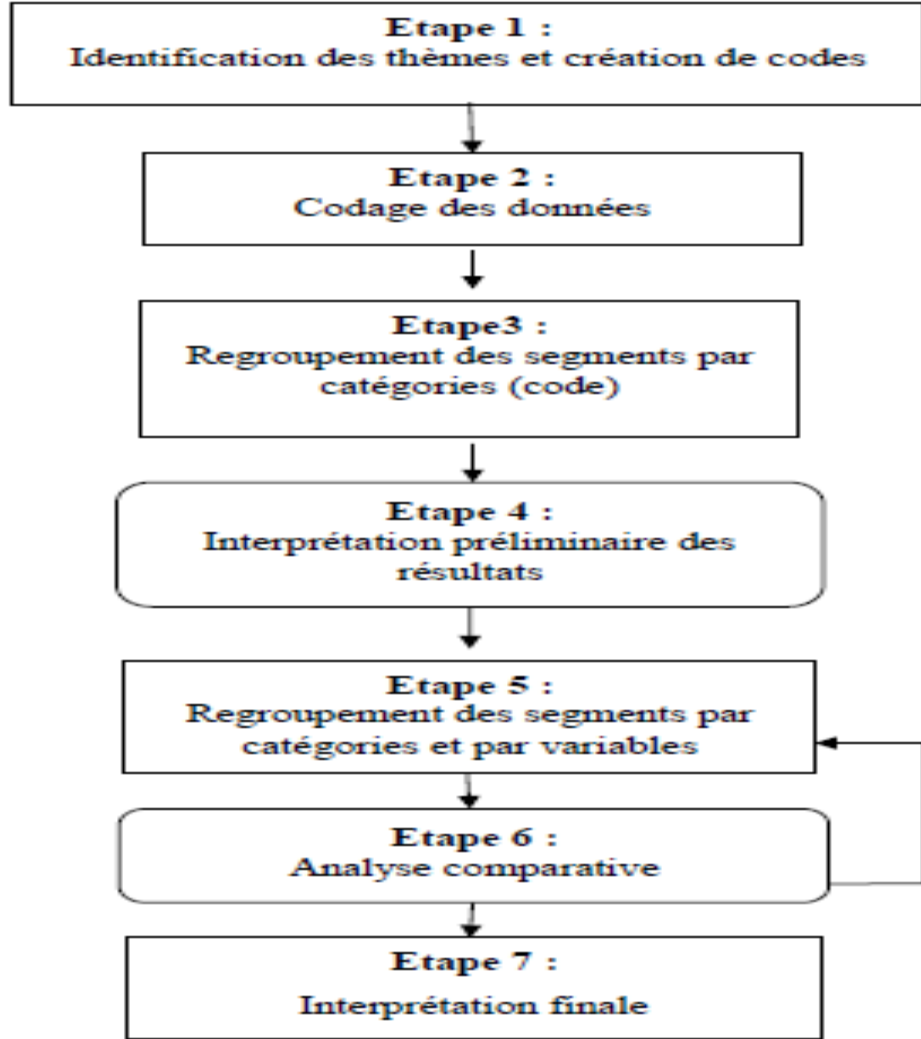 Etape 1 :
Identification des thèmes et création de codes
Etape 2 :
Codage des données
Etape3 :
Regroupement des segments par
catégories (code)
Etape 4 :
Interprétation préliminaire des
résultats
Etape 5 :
Regroupement des segments par
catégories et par variables
Etape 6 :
Analyse comparative
Etape 7 :
Interprétation finale